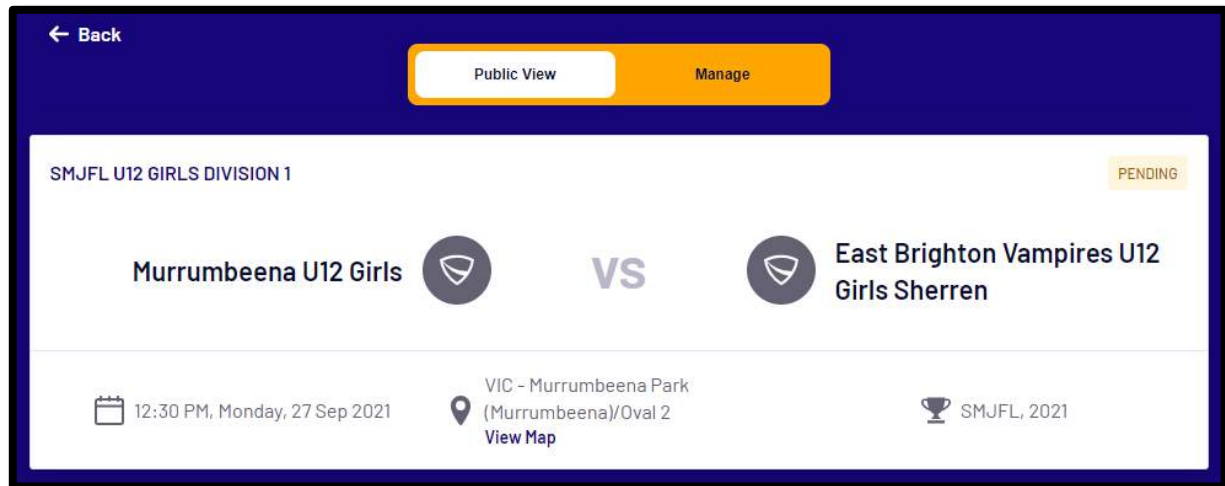 ← Back
Public View
Manage
SMJFL U12 GIRLS DIVISION 1
PENDING
Murrumbeena U12 Girls
VS
East Brighton Vampires U12
Girls Sherren
12:30 PM, Monday, 27 Sep 2021
VIC - Murrumbeena Park
(Murrumbeena)/Oval 2
View Map
SMJFL, 2021